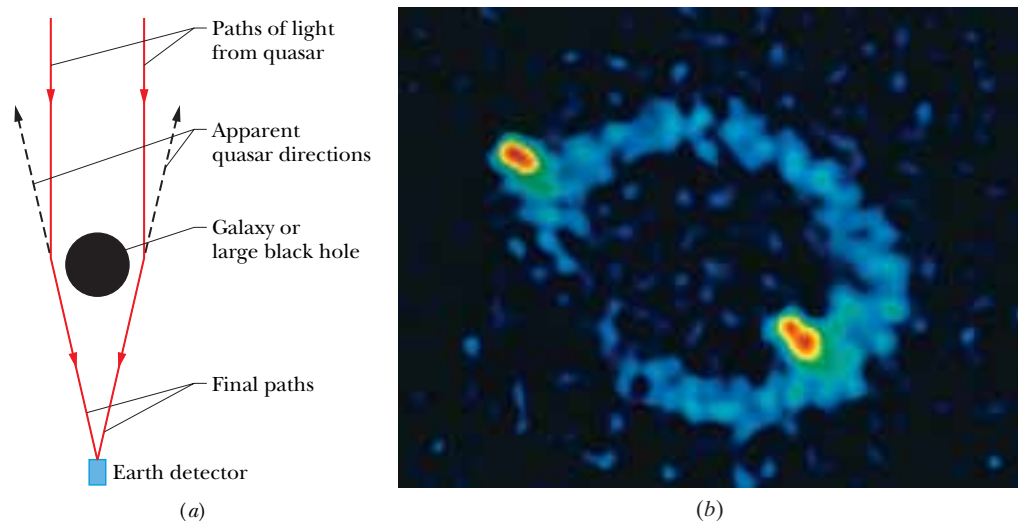 Paths of light
from quasar
Apparent
quasar directions
Galaxy or
large black hole
Final paths
Earth detector
(a)
(b)